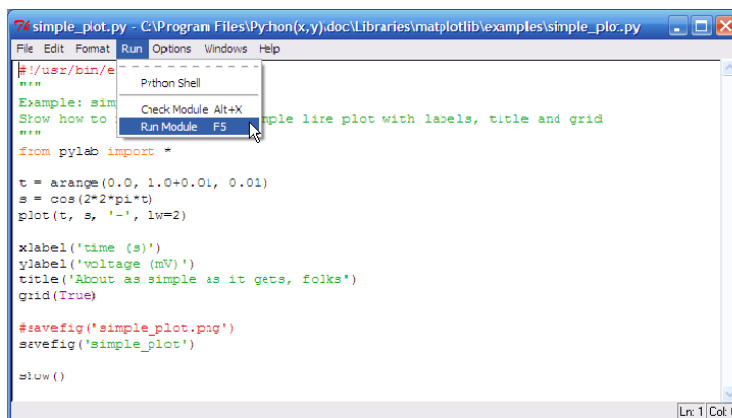 simple_plot.py - C:\Program Files\Python(x,y)\doc\Libraries\matplotlib\examples\simple_plot.py
File Edit Format Run Options Windows Help
#!/usr/bin/e
"""
Python Shell
Example: sim
Check Module Alt+X
Show how to mple line plot with labels, title and grid
Run Module F5
"""
from pylab import *
t = arange(0.0, 1.0+0.01, 0.01)
s = cos(2*2*pi*t)
plot(t, s, '-', lw=2)
xlabel('time (s)')
ylabel('voltage (mV)')
title('About as simple as it gets, folks')
grid(True)
#savefig('simple_plot.png')
savefig('simple_plot')
show()
Ln: 1 Col: